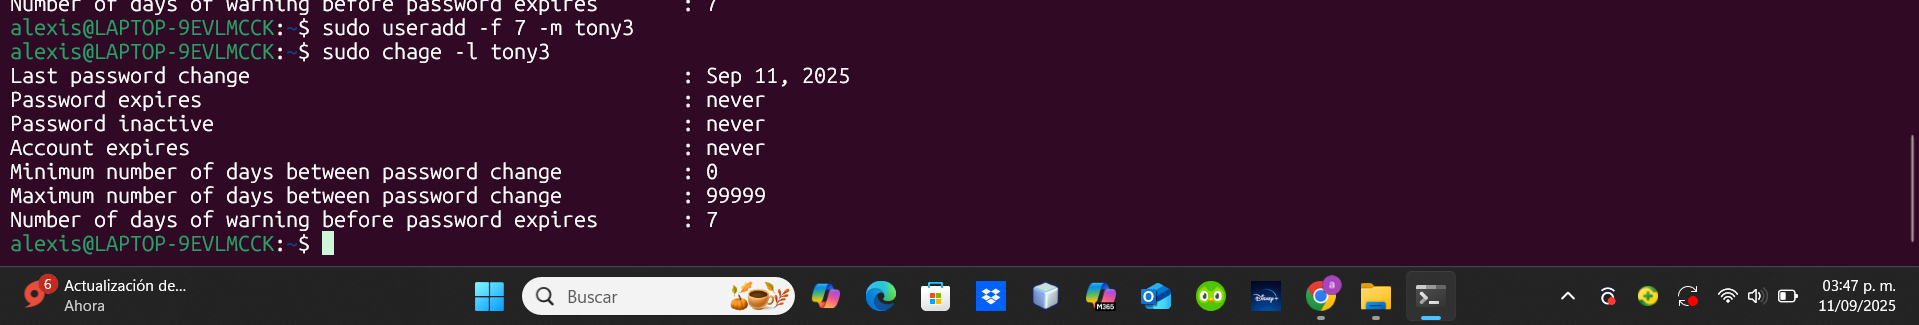 Number of days of warning before password expires : 7
alexis@LAPTOP-9EVLMCCK:~$ sudo useradd -f 7 -m tony3
alexis@LAPTOP-9EVLMCCK:~$ sudo chage -l tony3
Last password change : Sep 11, 2025
Password expires : never
Password inactive : never
Account expires : never
Minimum number of days between password change : 0
Maximum number of days between password change : 99999
Number of days of warning before password expires : 7
alexis@LAPTOP-9EVLMCCK:~$
6
Actualización de...
Ahora
Buscar
M365
Disney+
a
03:47 p. m.
11/09/2025